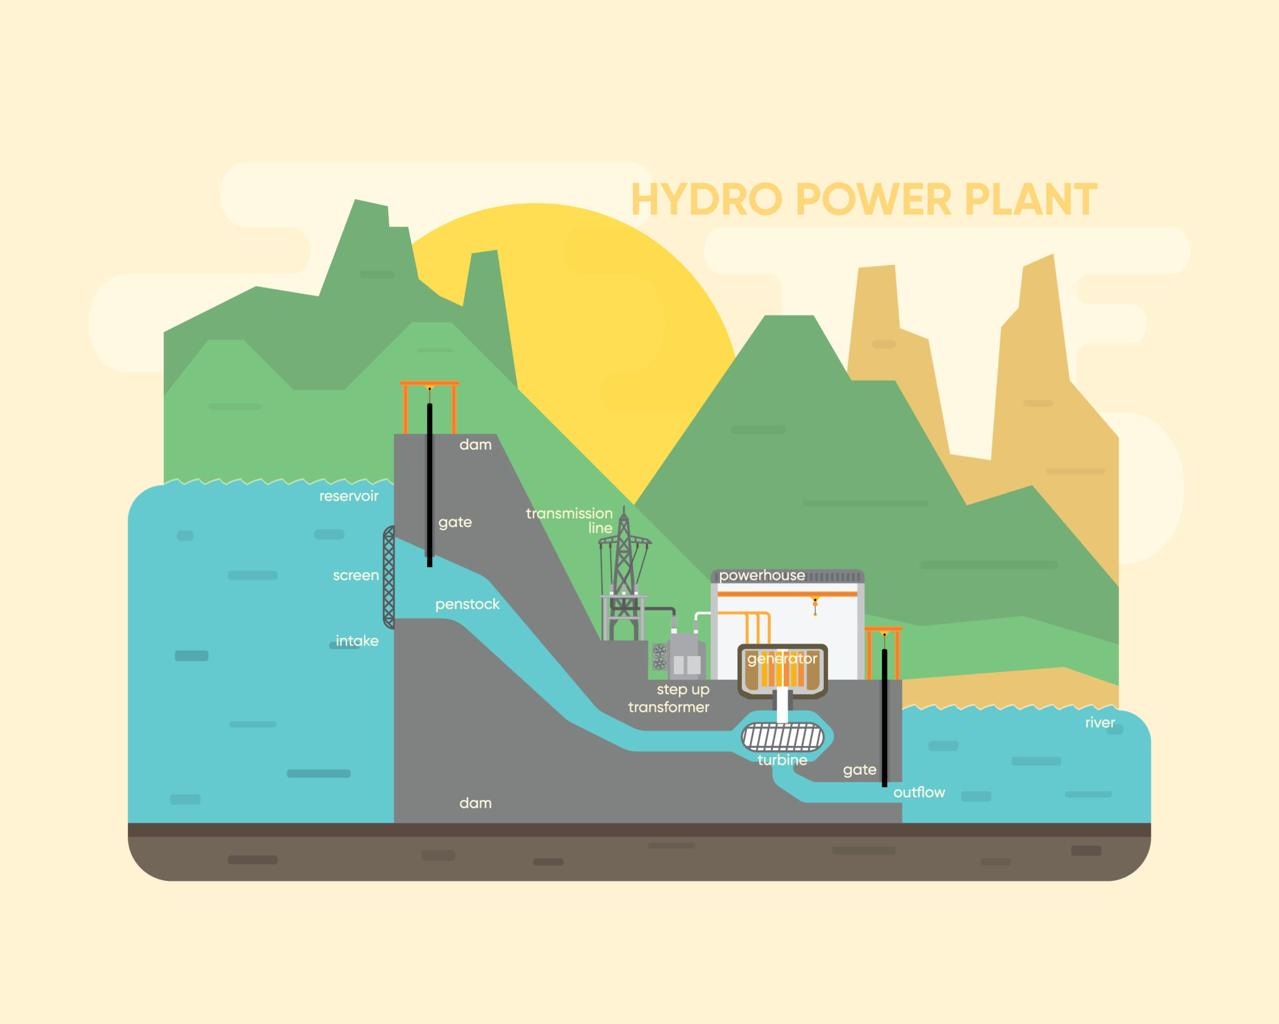 HYDRO POWER PLANT
dam
reservoir
gate
transmission
line
screen
powerhouse
penstock
intake
generator
step up
transformer
river
turbine
gate
outflow
dam